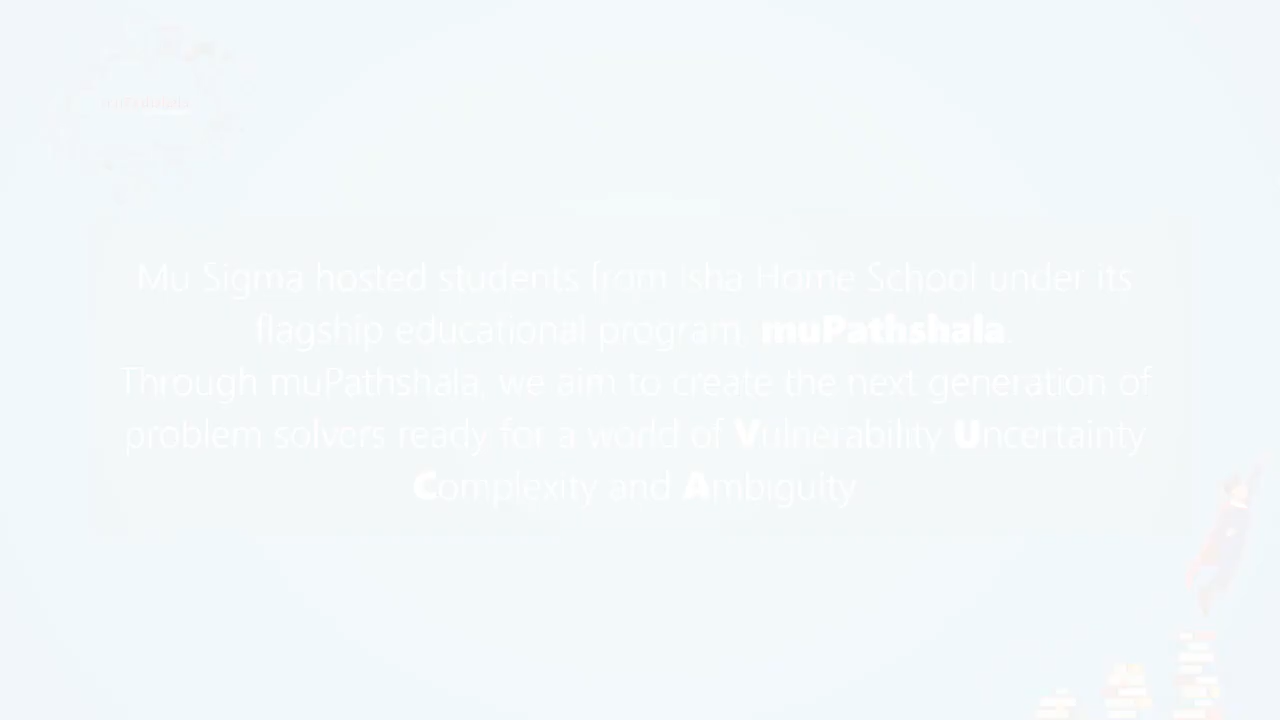 Mu Sigma hosted students from Isha Home School under its
flagship educational program, muPathshala.
Through muPathshala, we aim to create the next generation of
problem solvers ready for a world of Vulnerability Uncertainty
Complexity and Ambiguity